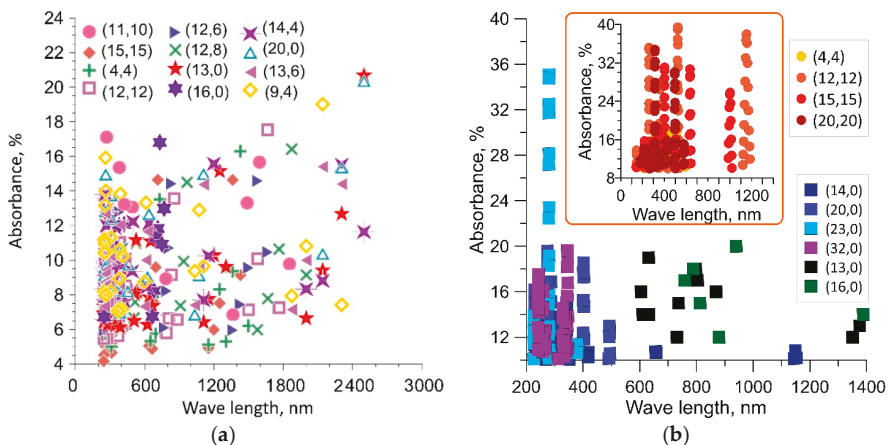 (a)
24
22
20
18
16
14
12
10
8
6
4
Absorbance, %
(11,10) (12,6) (14,4)
(15,15) (12,8) (20,0)
(4,4) (13,0) (13,6)
(12,12) (16,0) (9,4)
0 600 1200 1800 2400 3000
Wave length, nm
(a)
40
36
32
28
24
20
16
12
Absorbance, %
40
32
24
16
8
Absorbance, %
0 400 800 1200
Wave length, nm
(4,4)
(12,12)
(15,15)
(20,20)
(14,0)
(20,0)
(23,0)
(32,0)
(13,0)
(16,0)
200 400 600 800 1000 1200 1400
Wave length, nm
(b)